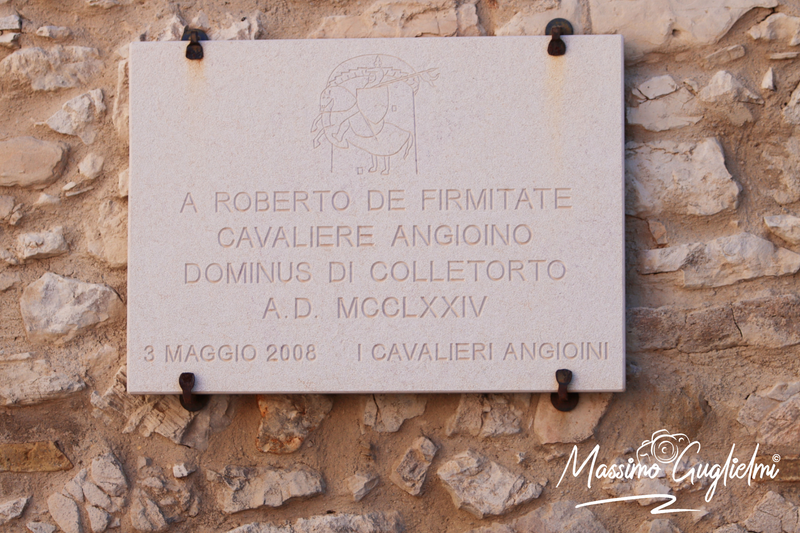 A ROBERTO DE FIRMITATE
CAVALIERE ANGIOINO
DOMINUS DI COLLETORTO
A.D. MCCLXXIV
3 MAGGIO 2008 I CAVALIERI ANGIOINI
Massimo Guglielmi©